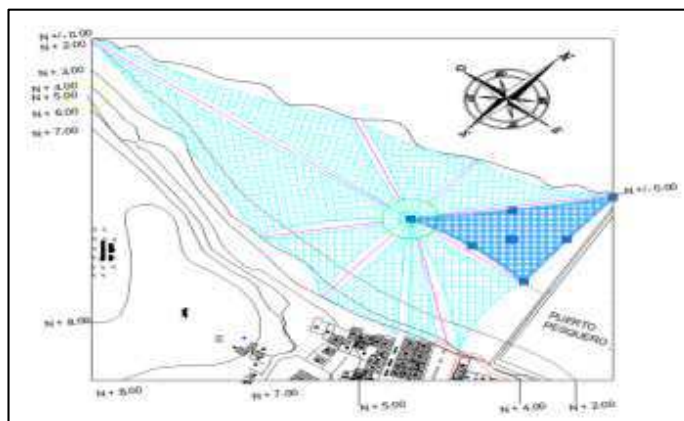 N +/- 0.00
N + 2.00
N + 3.00
N + 4.00
N + 5.00
N + 6.00
N + 7.00
N + 8.00
N +/- 0.00
PUERTO
PESQUERO
N + 8.00
N + 7.00
N + 5.00
N + 4.00
N + 2.00
N
O
E